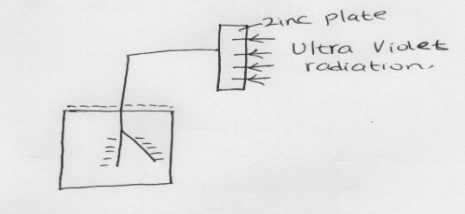 Zinc plate
Ultra Violet
radiation.